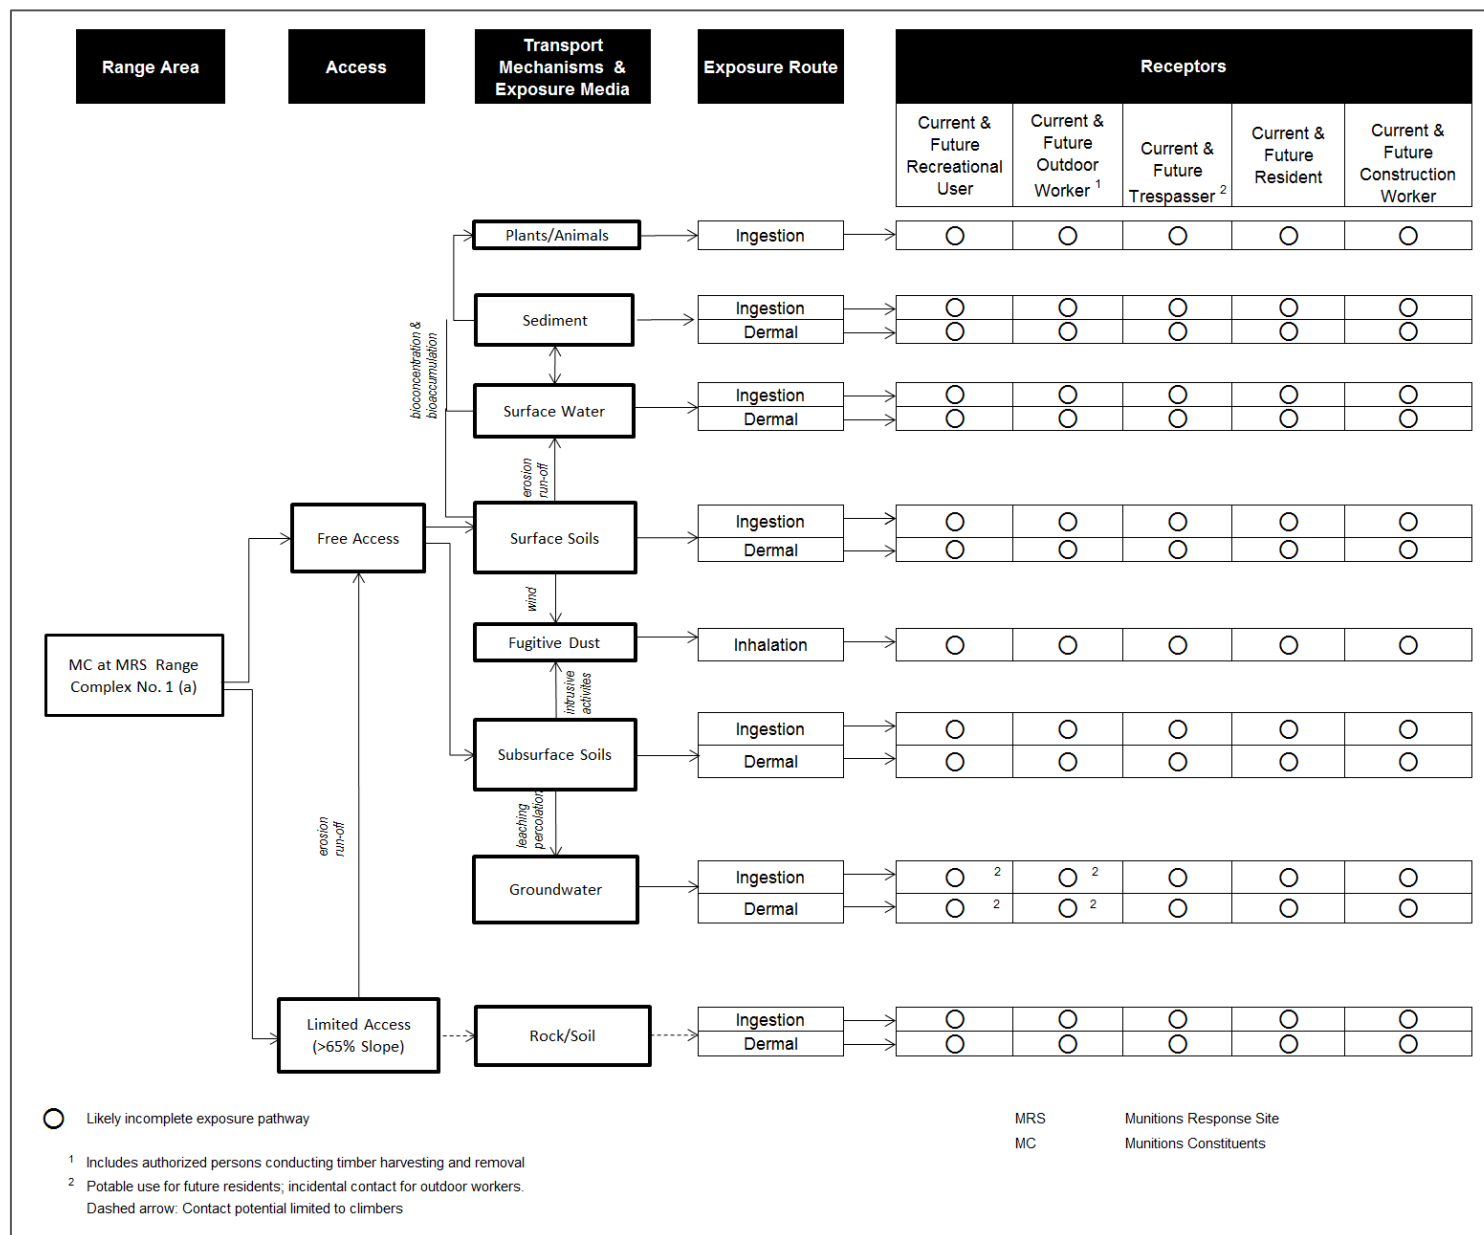 Range Area
Access
Transport
Mechanisms &
Exposure Media
Exposure Route
Receptors
Current &
Future
Recreational
User
Current &
Future
Outdoor
Worker 1
Current &
Future
Trespasser 2
Current &
Future
Resident
Current &
Future
Construction
Worker
Plants/Animals
Ingestion
Sediment
Ingestion
Dermal
bioconcentration &
bioaccumulation
Surface Water
Ingestion
Dermal
erosion
run-off
Free Access
Surface Soils
Ingestion
Dermal
wind
Fugitive Dust
Inhalation
MC at MRS Range
Complex No. 1 (a)
intrusive
activites
Subsurface Soils
Ingestion
Dermal
leaching
percolation
erosion
run-off
Groundwater
Ingestion
2
2
Dermal
2
2
Limited Access
(>65% Slope)
Rock/Soil
Ingestion
Dermal
Likely incomplete exposure pathway
MRS Munitions Response Site
MC Munitions Constituents
1 Includes authorized persons conducting timber harvesting and removal
2 Potable use for future residents; incidental contact for outdoor workers.
Dashed arrow: Contact potential limited to climbers